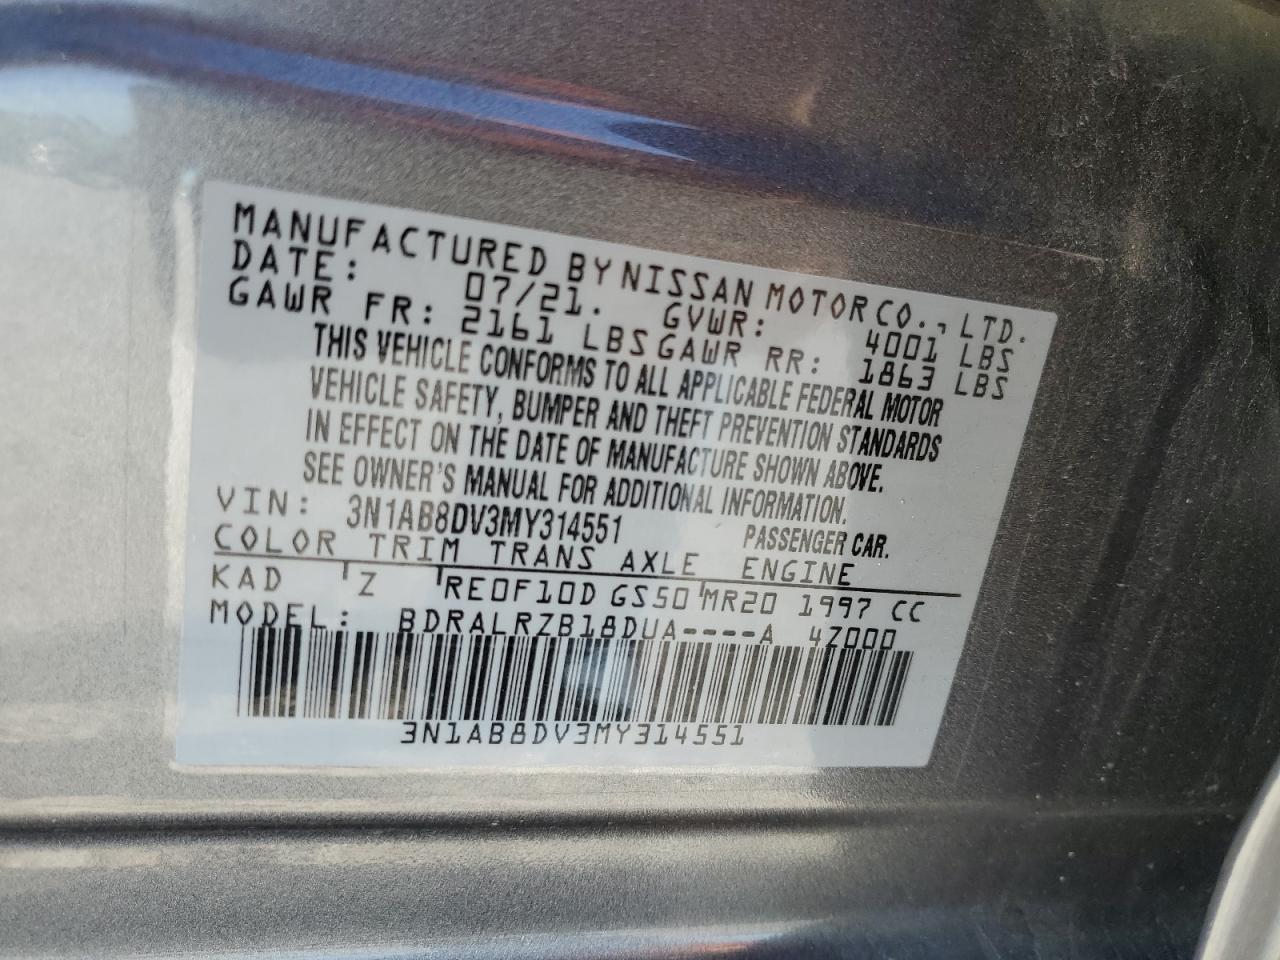 MANUFACTURED BY NISSAN MOTOR CO., LTD.
DATE: 07/21. GVWR: 4001 LBS
GAWR FR: 2161 LBS GAWR RR: 1863 LBS
THIS VEHICLE CONFORMS TO ALL APPLICABLE FEDERAL MOTOR
VEHICLE SAFETY, BUMPER AND THEFT PREVENTION STANDARDS
IN EFFECT ON THE DATE OF MANUFACTURE SHOWN ABOVE.
SEE OWNER'S MANUAL FOR ADDITIONAL INFORMATION.
VIN: 3N1AB8DV3MY314551 PASSENGER CAR.
COLOR TRIM TRANS AXLE ENGINE
KAD Z RE0F10D GS50 MR20 1997 CC
MODEL: BDRALRZB18DUA----A 4Z000
3N1AB8DV3MY314551